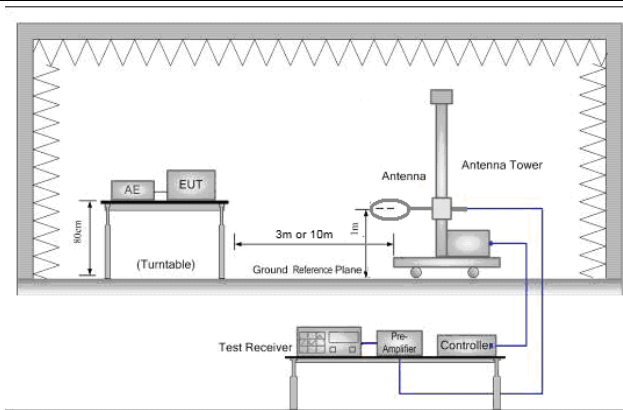 Antenna Tower
Antenna
AE
EUT
80cm
1m
3m or 10m
(Turntable)
Ground Reference Plane
Test Receiver
Pre-
Amplifier
Controller